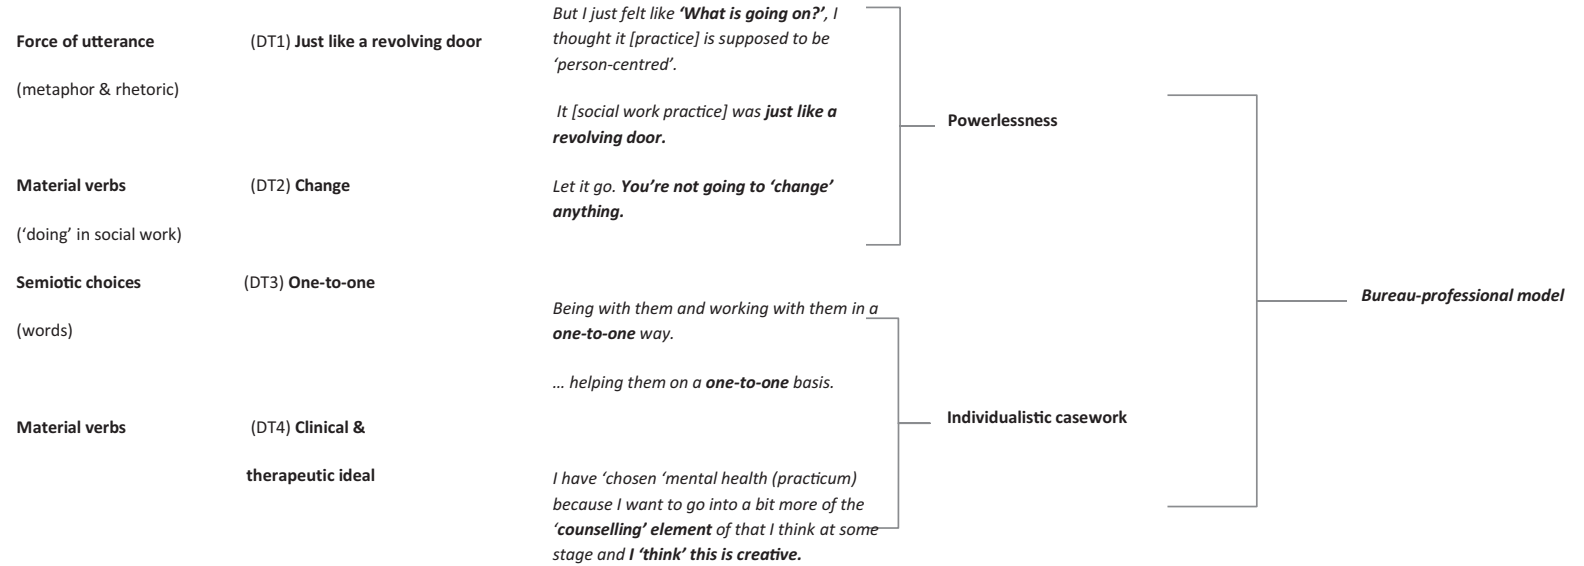 But I just felt like ‘What is going on?’, I
thought it [practice] is supposed to be
‘person-centred’.
Force of utterance (DT1) Just like a revolving door
(metaphor & rhetoric)
It [social work practice] was just like a
revolving door.
Powerlessness
Material verbs (DT2) Change
Let it go. You’re not going to ‘change’
anything.
(‘doing’ in social work)
Semiotic choices (DT3) One-to-one
(words)
Being with them and working with them in a
one-to-one way.
Bureau-professional model
… helping them on a one-to-one basis.
Individualistic casework
Material verbs (DT4) Clinical &
therapeutic ideal
I have ‘chosen ‘mental health (practicum)
because I want to go into a bit more of the
‘counselling’ element of that I think at some
stage and I ‘think’ this is creative.